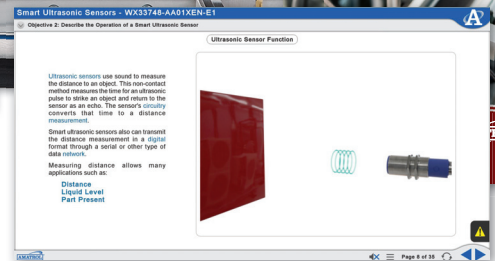 Smart Ultrasonic Sensors - WX33748-AA01XEN-E1
Objective 2: Describe the Operation of a Smart Ultrasonic Sensor
Ultrasonic Sensor Function
Ultrasonic sensors use sound to measure
the distance to an object. This non-contact
method measures the time for an ultrasonic
pulse to strike an object and return to the
sensor as an echo. The sensor's circuitry
converts that time to a distance
measurement.
Smart ultrasonic sensors also can transmit
the distance measurement in a digital
format through a serial or other type of
data network.
Measuring distance allows many
applications such as:
Distance
Liquid Level
Part Present
AMATROL
Page 8 of 38